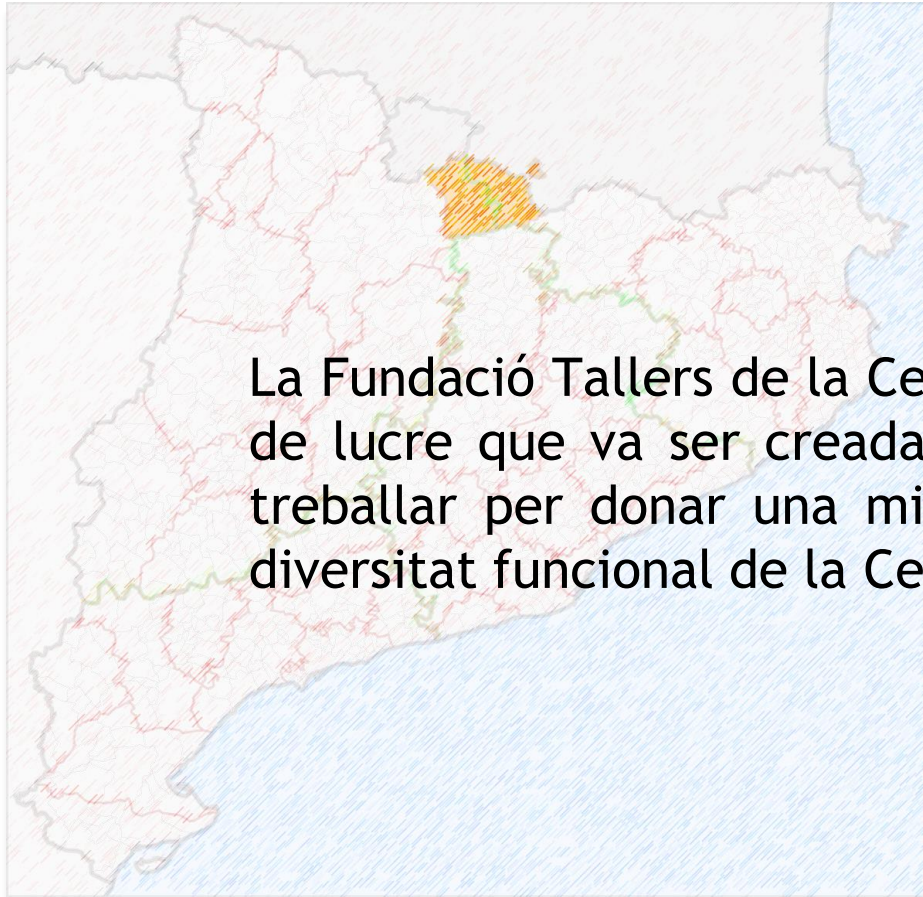 La Fundació Tallers de la Ce
de lucre que va ser creada
treballar per donar una mi
diversitat funcional de la Ce